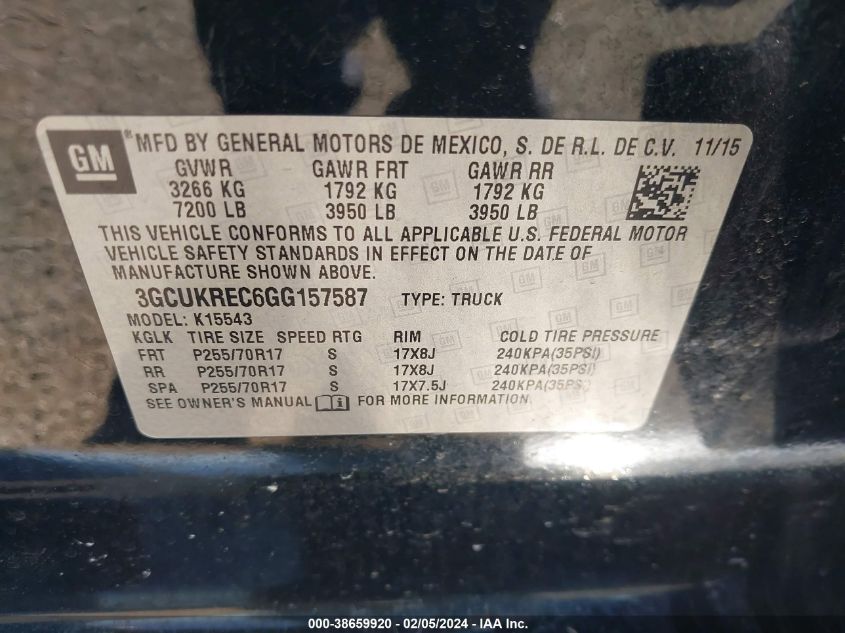 GM ® MFD BY GENERAL MOTORS DE MEXICO, S. DE R.L. DE C.V. 11/15
GVWR GAWR FRT GAWR RR
3266 KG 1792 KG 1792 KG
7200 LB 3950 LB 3950 LB
THIS VEHICLE CONFORMS TO ALL APPLICABLE U.S. FEDERAL MOTOR
VEHICLE SAFETY STANDARDS IN EFFECT ON THE DATE OF
MANUFACTURE SHOWN ABOVE.
3GCUKREC6GG157587 TYPE: TRUCK
MODEL: K15543
KGLK TIRE SIZE SPEED RTG RIM COLD TIRE PRESSURE
FRT P255/70R17 S 17X8J 240KPA(35PSI)
RR P255/70R17 S 17X8J 240KPA(35PSI)
SPA P255/70R17 S 17X7.5J 240KPA(35PSI)
SEE OWNER'S MANUAL FOR MORE INFORMATION
000-38659920 - 02/05/2024 - IAA Inc.